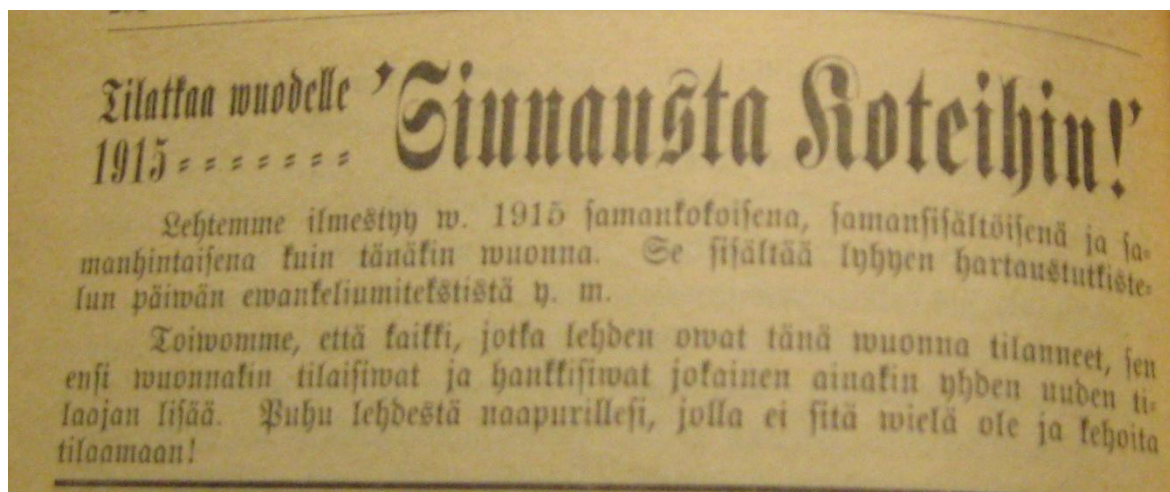 Tilatkaa wuodelle
1915 - - - - - - -
'Siunausta Koteihin!'
Lehtemme ilmestyy w. 1915 samankokoisena, samansisältöisenä ja sa-
manhintaisena kuin tänäkin wuonna. Se sisältää lyhyen hartaustutkiste-
lun päiwän ewankeliumitekstistä y. m.
Toiwomme, että kaikki, jotka lehden owat tänä wuonna tilanneet, sen
ensi wuonnakin tilaisiwat ja hankkisiwat jokainen ainakin yhden uuden ti-
laajan lisää. Puhu lehdestä naapurillesi, jolla ei sitä wielä ole ja kehoita
tilaamaan!